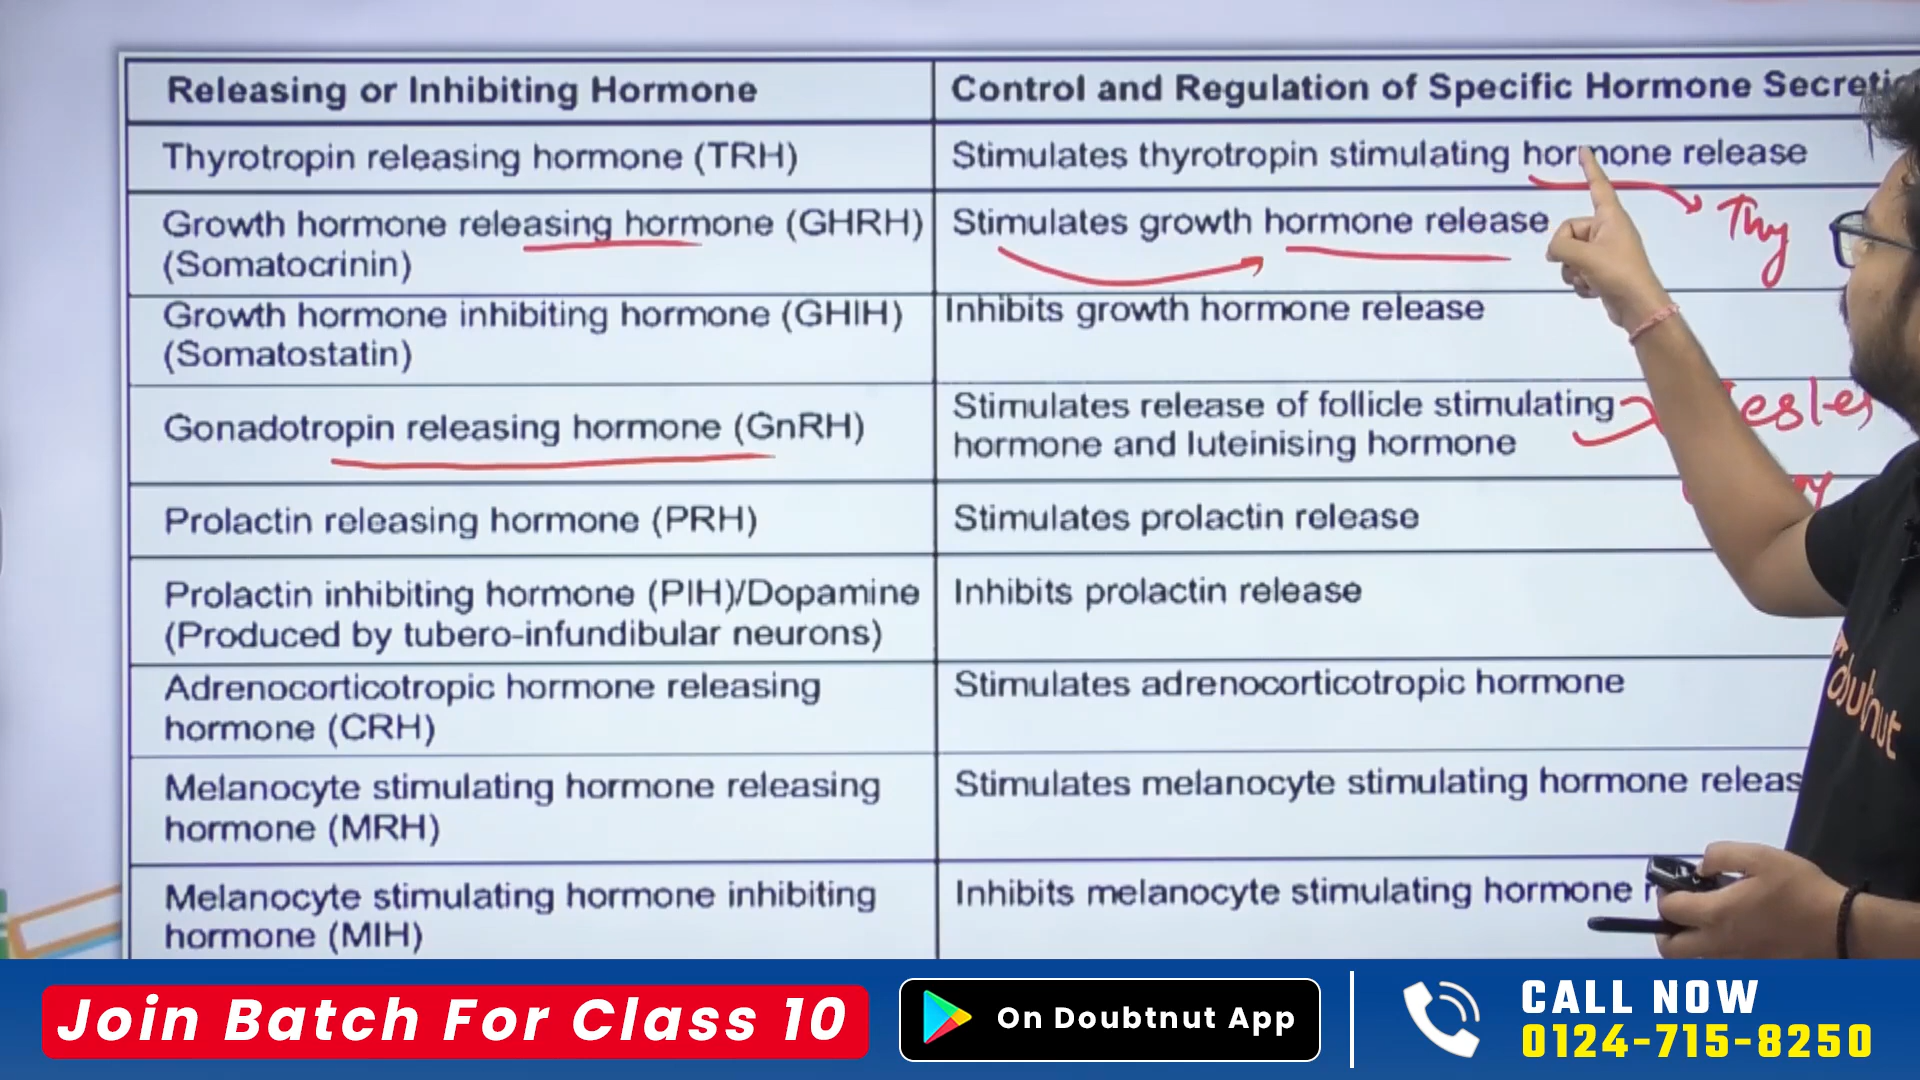 Releasing or Inhibiting Hormone
Control and Regulation of Specific Hormone
Thyrotropin releasing hormone (TRH)
Stimulates thyrotropin stimulating hormone release
Thy
Growth hormone releasing hormone (GHRH)
(Somatocrinin)
Stimulates growth hormone release
Growth hormone inhibiting hormone (GHIH)
(Somatostatin)
Inhibits growth hormone release
Gonadotropin releasing hormone (GnRH)
Stimulates release of follicle stimulating
hormone and luteinising hormone
Prolactin releasing hormone (PRH)
Stimulates prolactin release
Prolactin inhibiting hormone (PIH)/Dopamine
(Produced by tubero-infundibular neurons)
Inhibits prolactin release
Adrenocorticotropic hormone releasing
hormone (CRH)
Stimulates adrenocorticotropic hormone
Melanocyte stimulating hormone releasing
hormone (MRH)
Stimulates melanocyte stimulating hormone releas
Melanocyte stimulating hormone inhibiting
hormone (MIH)
Inhibits melanocyte stimulating hormone
Join Batch For Class 10
On Doubtnut App
CALL NOW
0124-715-8250